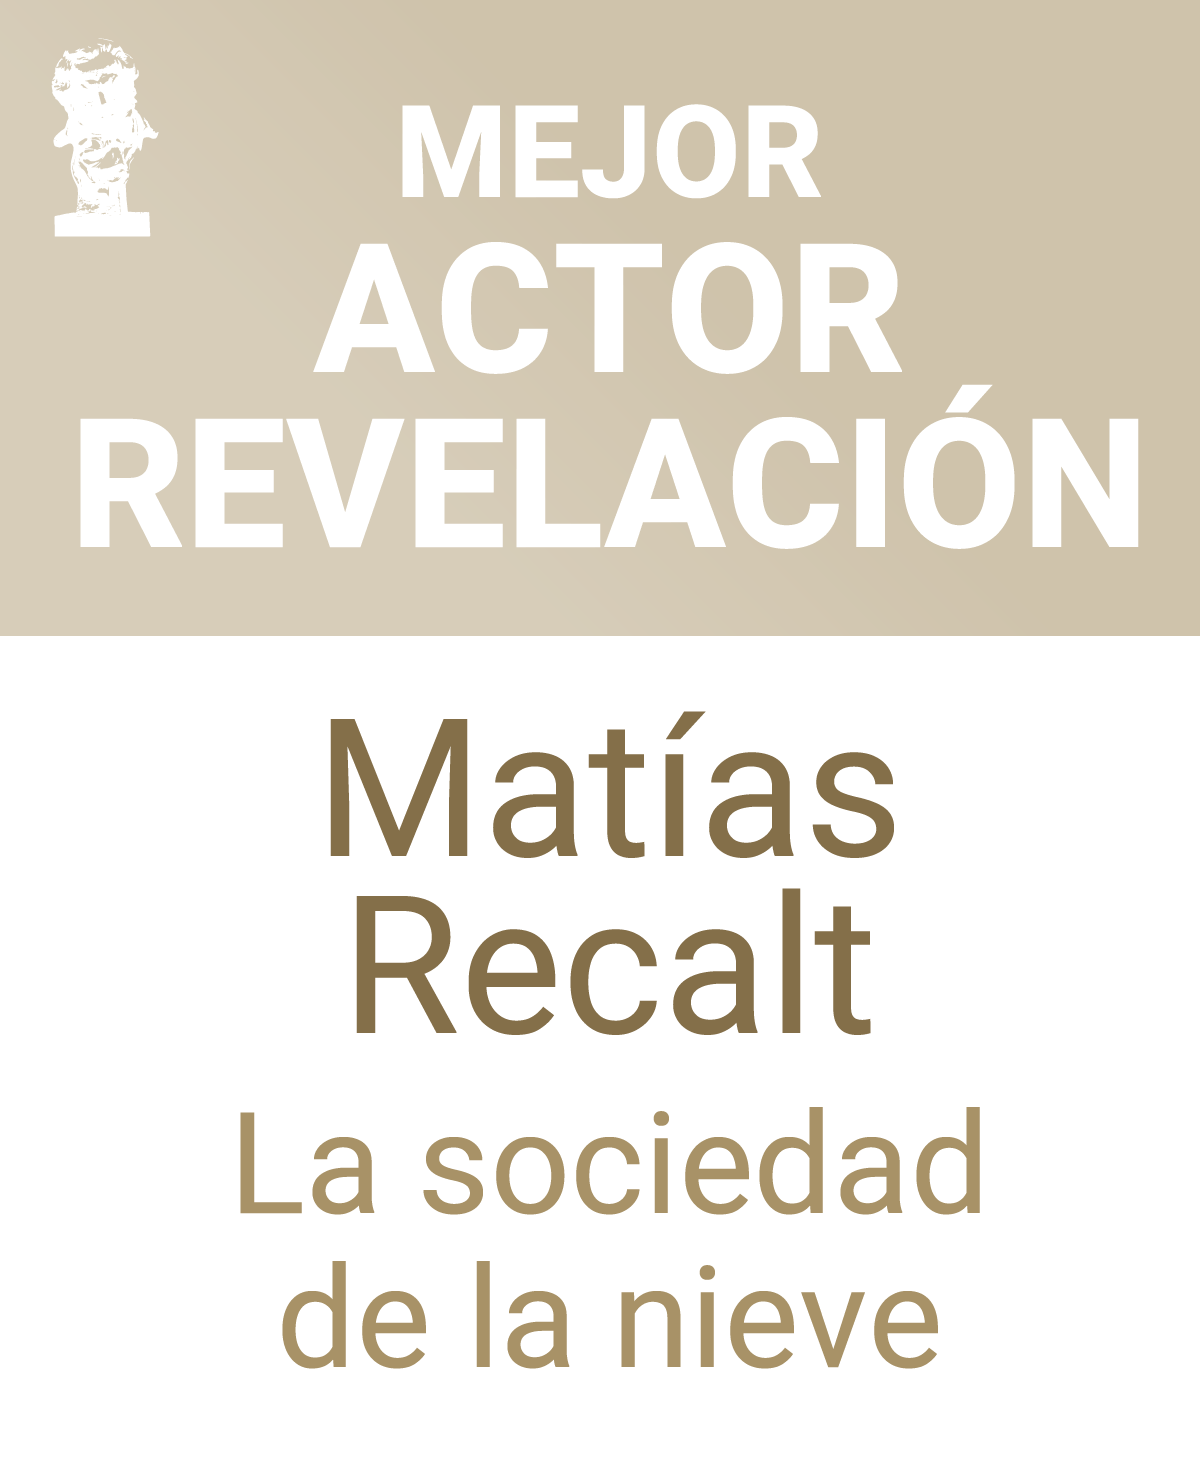 MEJOR
ACTOR
REVELACIÓN
Matías
Recalt
La sociedad
de la nieve